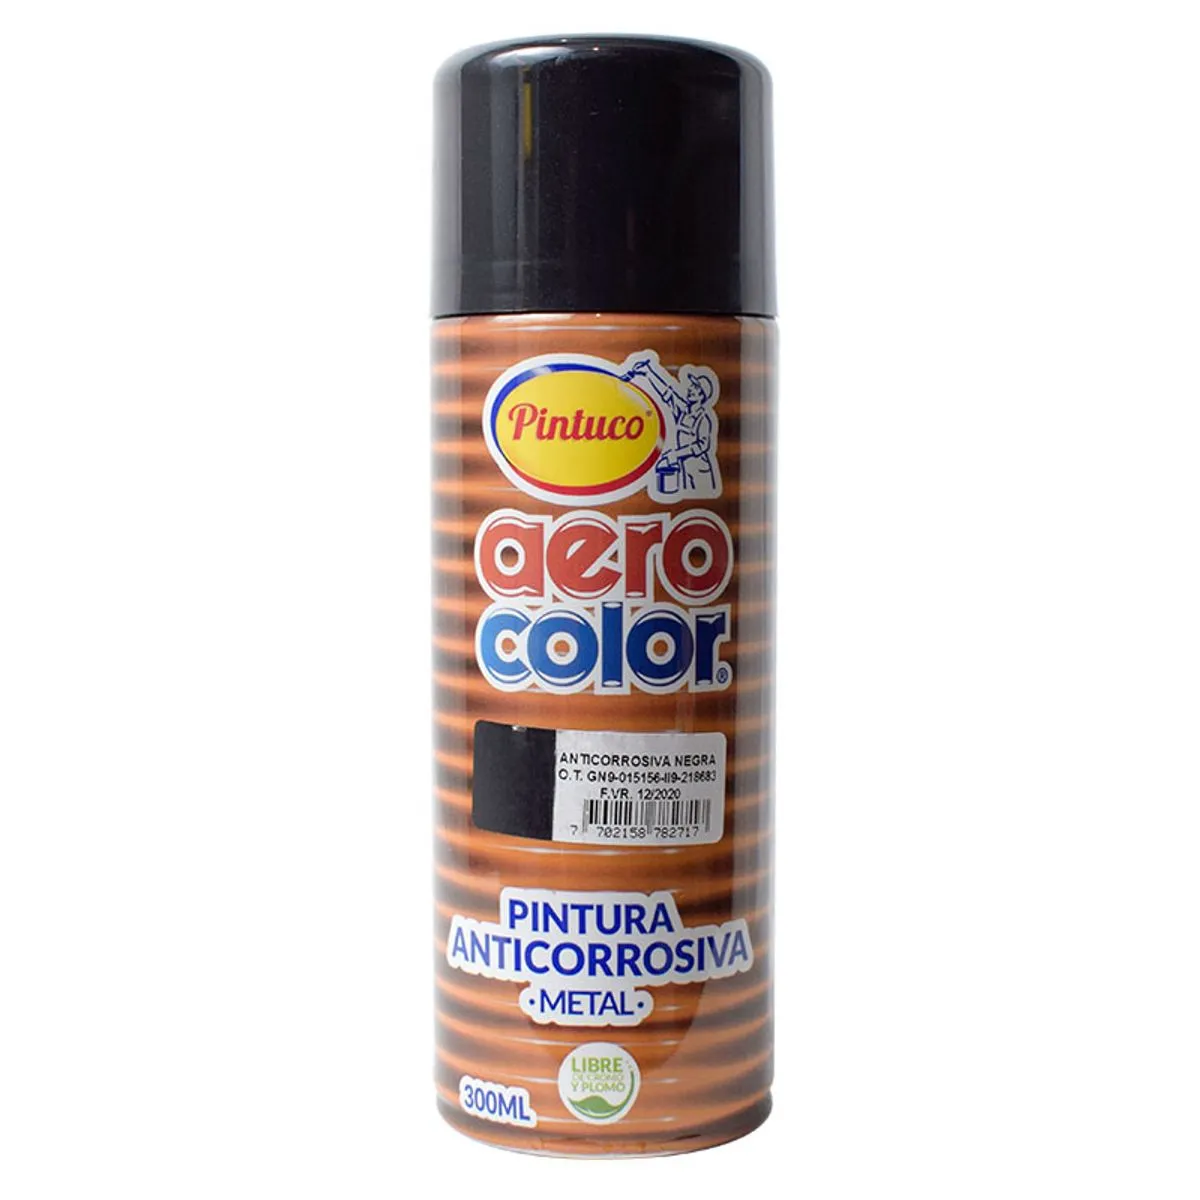 Pintuco®
aero
color®
ANTICORROSIVA NEGRA
O.T. GN9-015156-II9-218683
F.VR. 12/2020
7 702158 782717
PINTURA
ANTICORROSIVA
·METAL·
LIBRE
DE CROMO
Y PLOMO
300ML